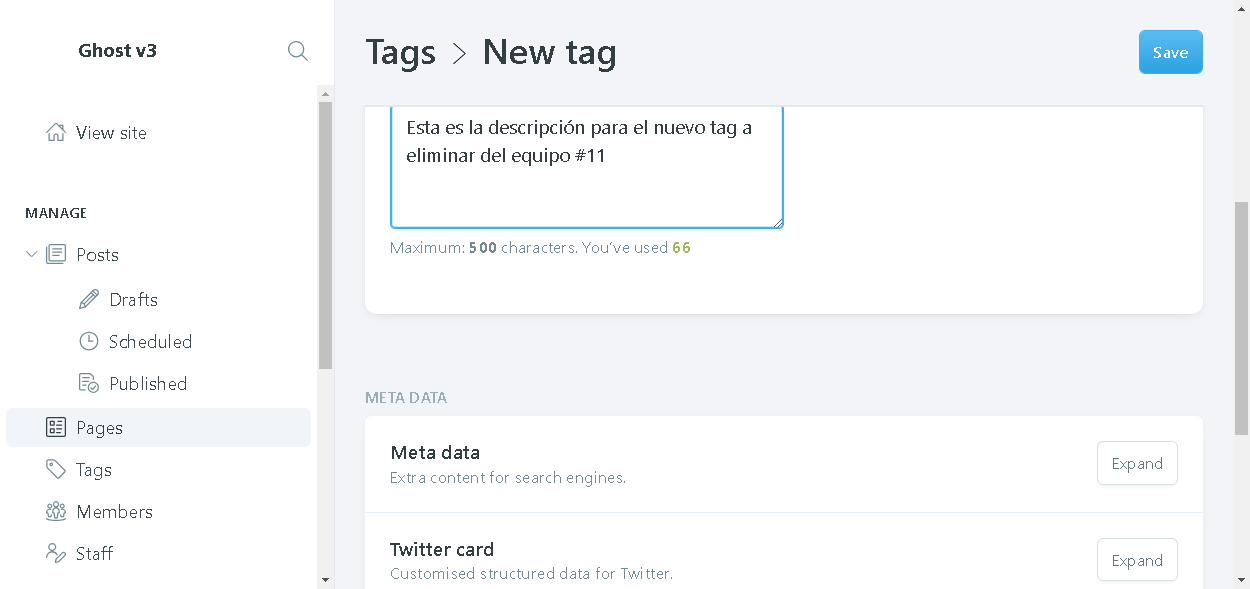 Ghost v3
View site
MANAGE
Posts
Drafts
Scheduled
Published
Pages
Tags
Members
Staff
Tags > New tag
Save
Esta es la descripción para el nuevo tag a
eliminar del equipo #11
Maximum: 500 characters. You’ve used 66
META DATA
Meta data
Extra content for search engines.
Expand
Twitter card
Customised structured data for Twitter.
Expand